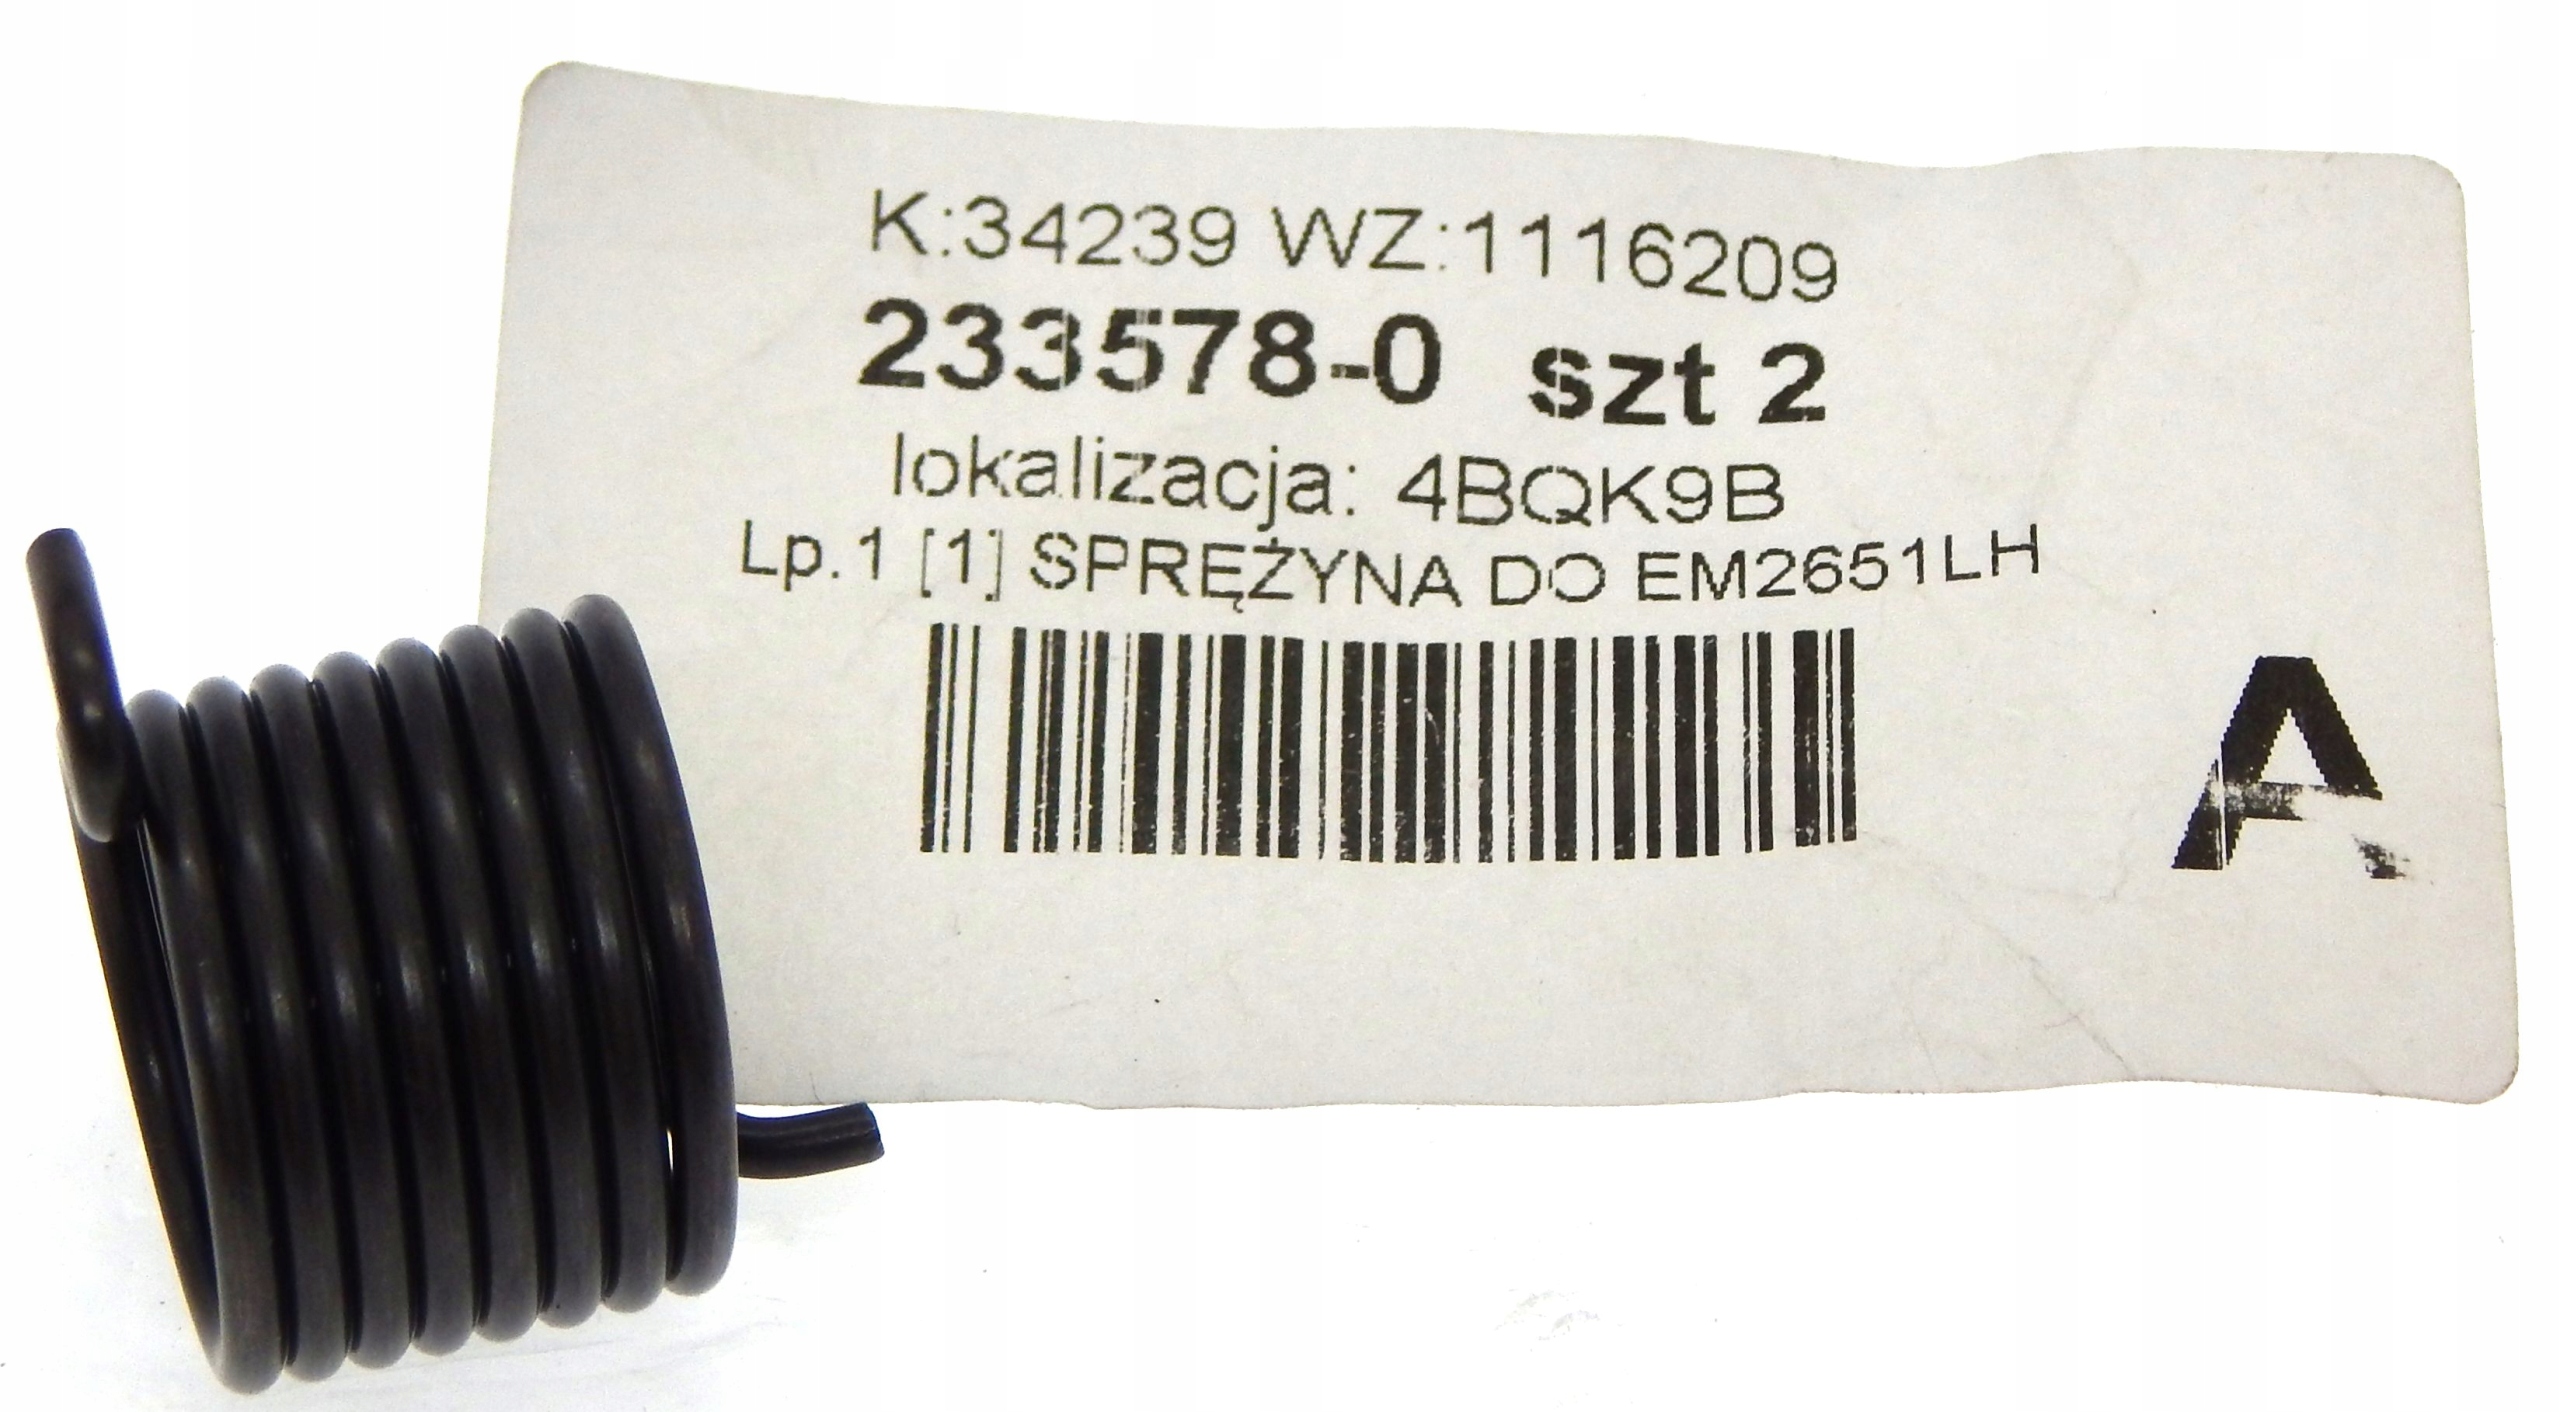 K:34239 WZ:1116209
233578-0 szt 2
lokalizacja: 4BQK9B
Lp.1 [1] SPRĘŻYNA DO EM2651LH
A